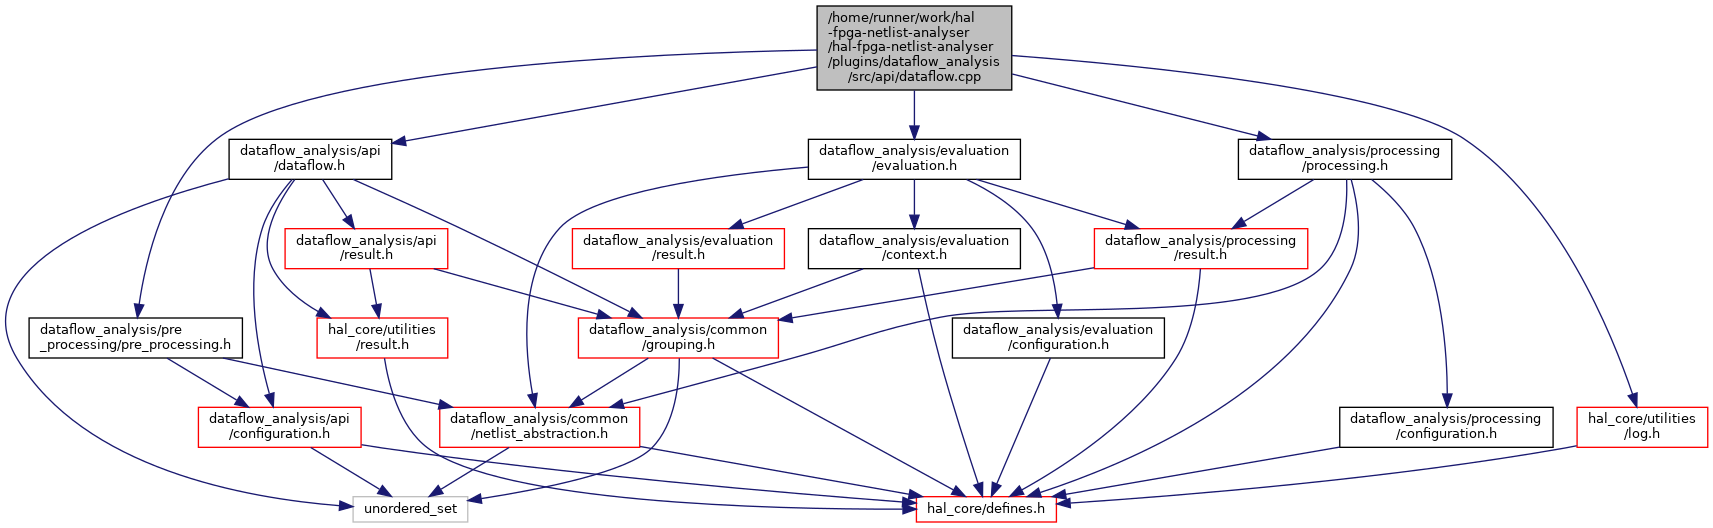 /home/runner/work/hal
-fpga-netlist-analyser
/hal-fpga-netlist-analyser
/plugins/dataflow_analysis
/src/api/dataflow.cpp
dataflow_analysis/api
/dataflow.h
dataflow_analysis/evaluation
/evaluation.h
dataflow_analysis/processing
/processing.h
dataflow_analysis/api
/result.h
dataflow_analysis/evaluation
/result.h
dataflow_analysis/evaluation
/context.h
dataflow_analysis/processing
/result.h
dataflow_analysis/pre
_processing/pre_processing.h
hal_core/utilities
/result.h
dataflow_analysis/common
/grouping.h
dataflow_analysis/evaluation
/configuration.h
dataflow_analysis/api
/configuration.h
dataflow_analysis/common
/netlist_abstraction.h
dataflow_analysis/processing
/configuration.h
hal_core/utilities
/log.h
unordered_set
hal_core/defines.h